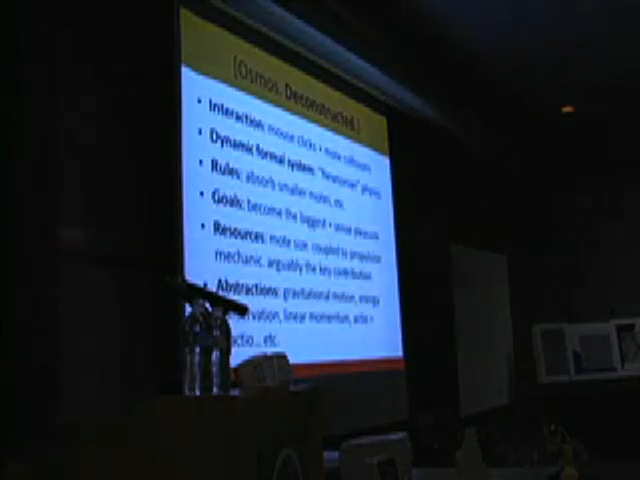 [Osmos. Deconstructed.]
• Interaction: mouse clicks + mote collisions
• Dynamic formal system: "Newtonian" physics
• Rules: absorb smaller motes, etc.
• Goals: become the biggest +
• Resources: mote size, coupled to propulsion
mechanic. arguably the key contribution.
• Abstractions: gravitational motion, energy
servation, linear momentum,
etc.